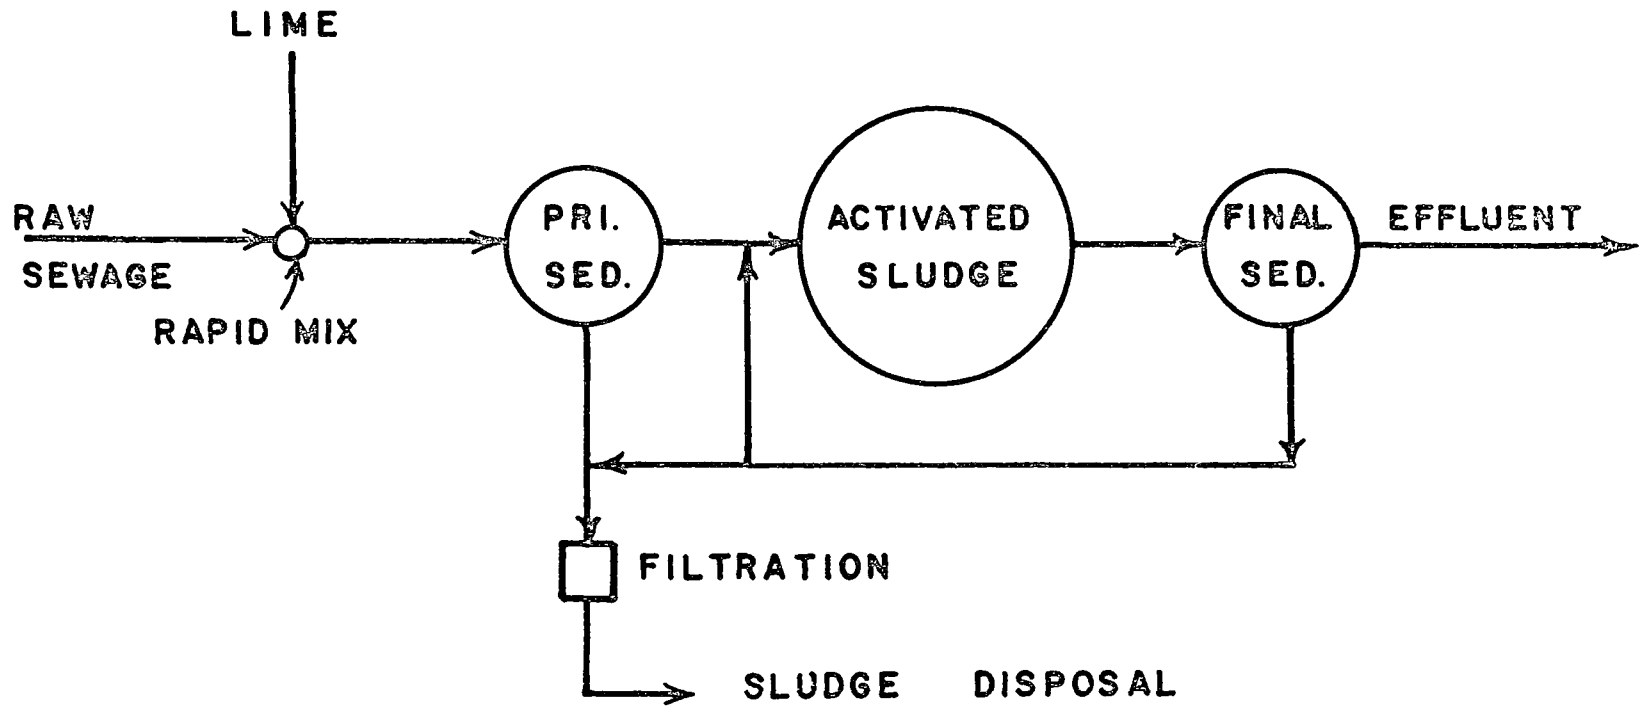 LIME
RAW
SEWAGE
RAPID MIX
PRI.
SED.
ACTIVATED
SLUDGE
FINAL
SED.
EFFLUENT
FILTRATION
SLUDGE DISPOSAL